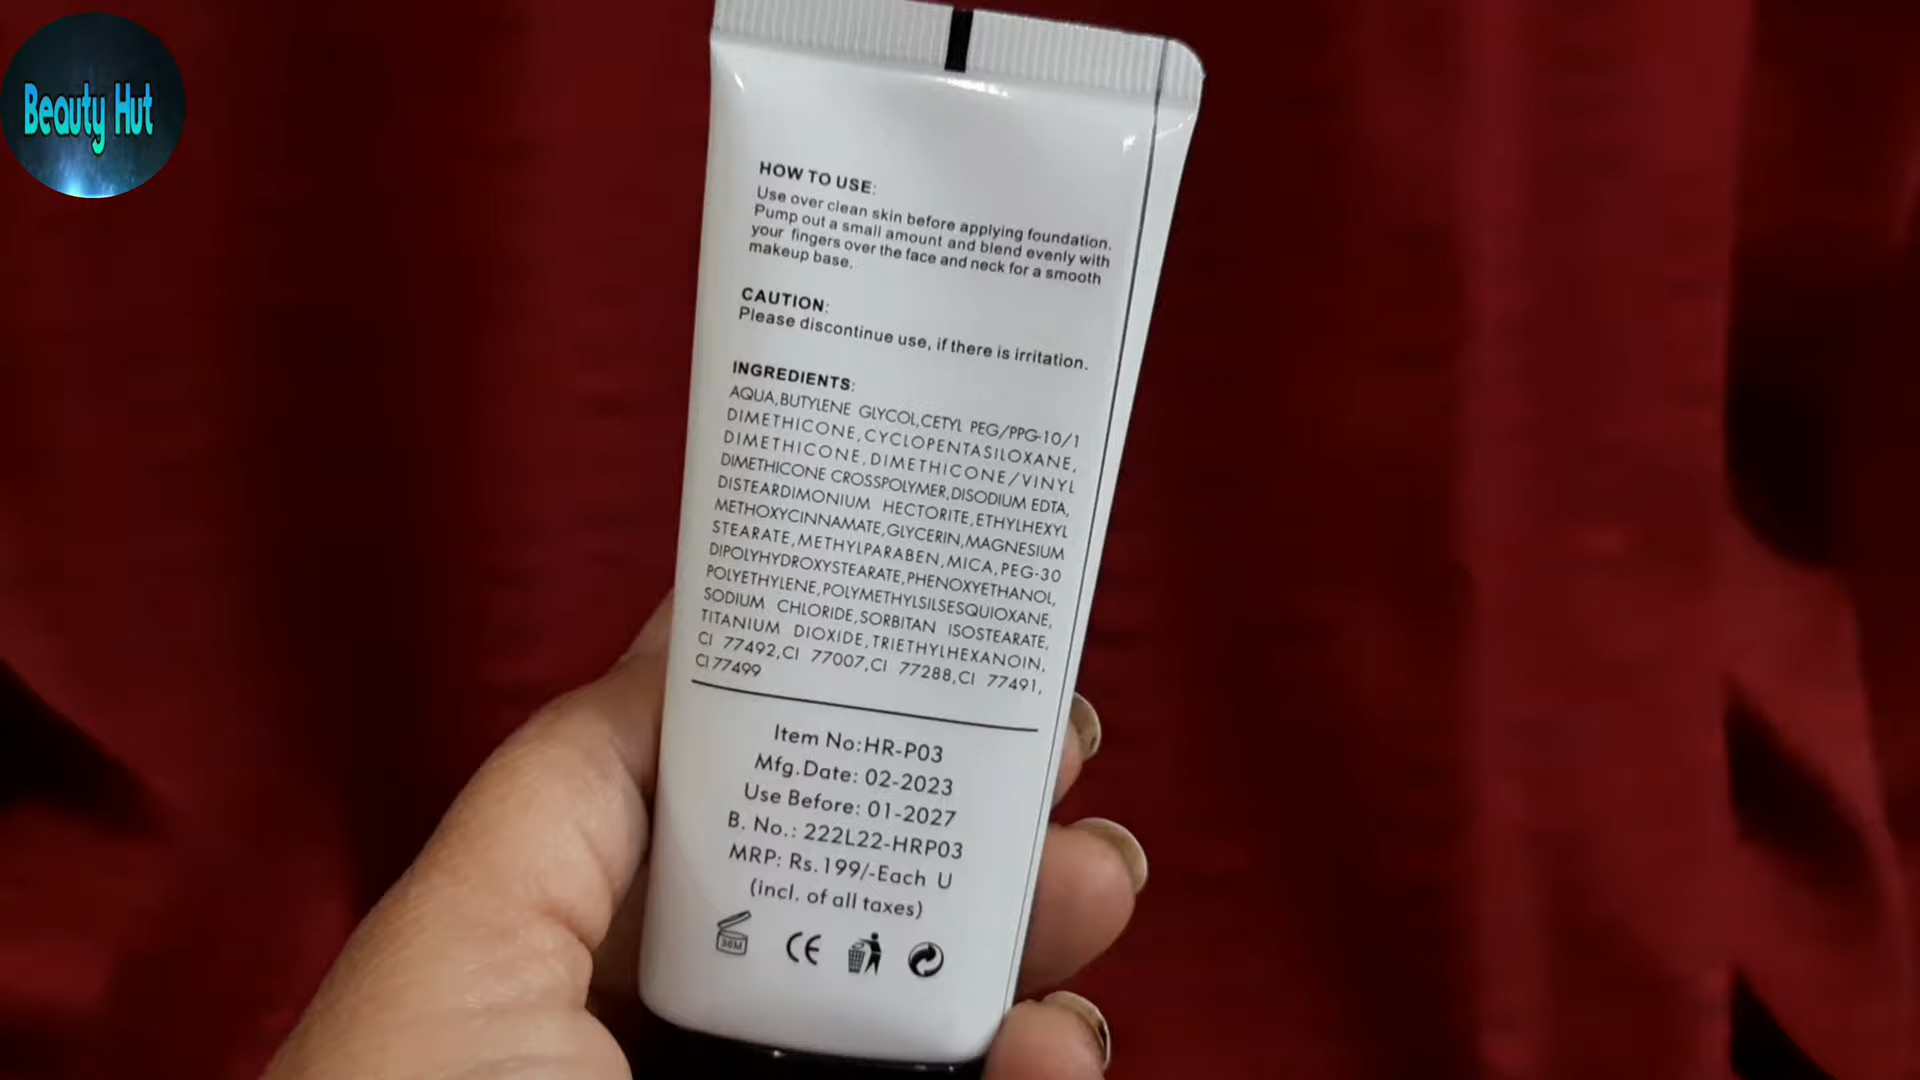 Beauty Hut
HOW TO USE:
Use over clean skin before applying foundation.
Pump out a small amount and blend evenly with
your fingers over the face and neck for a smooth
makeup base.
CAUTION:
Please discontinue use, if there is irritation.
INGREDIENTS:
AQUA,BUTYLENE GLYCOL,CETYL PEG/PPG-10/1
DIMETHICONE,CYCLOPENTASILOXANE,
DIMETHICONE,DIMETHICONE/VINYL
DIMETHICONE CROSSPOLYMER,DISODIUM EDTA,
DISTEARDIMONIUM HECTORITE,ETHYLHEXYL
METHOXYCINNAMATE,GLYCERIN,MAGNESIUM
STEARATE,METHYLPARABEN,MICA,PEG-30
DIPOLYHYDROXYSTEARATE,PHENOXYETHANOL,
POLYETHYLENE,POLYMETHYLSILSESQUIOXANE,
SODIUM CHLORIDE,SORBITAN ISOSTEARATE,
TITANIUM DIOXIDE,TRIETHYLHEXANOIN,
CI 77492,CI 77007,CI 77288,CI 77491,
CI 77499
Item No:HR-P03
Mfg.Date: 02-2023
Use Before: 01-2027
B. No.: 222L22-HRP03
MRP: Rs.199/-Each U
(incl. of all taxes)
36M CE